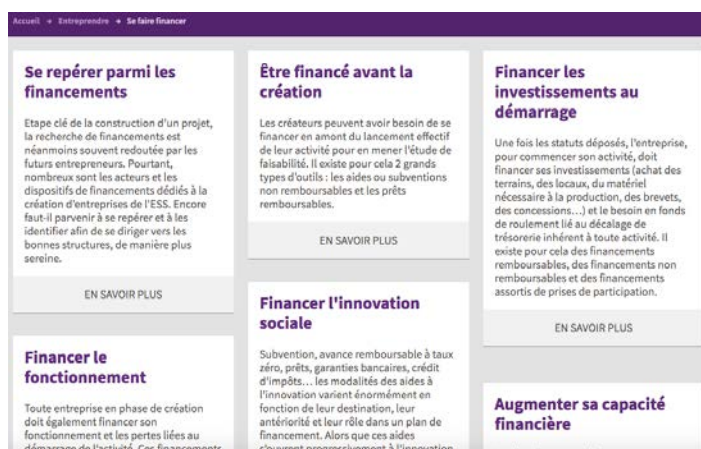 Accueil → Entreprendre → Se faire financer
Se repérer parmi les
financements
Etape clé de la construction d'un projet,
la recherche de financements est
néanmoins souvent redoutée par les
futurs entrepreneurs. Pourtant,
nombreux sont les acteurs et les
dispositifs de financements dédiés à la
création d'entreprises de l'ESS. Encore
faut-il parvenir à se repérer et à les
identifier afin de se diriger vers les
bonnes structures, de manière plus
sereine.
EN SAVOIR PLUS
Financer le
fonctionnement
Toute entreprise en phase de création
doit également financer son
fonctionnement et les pertes liées au
démarrage de l'activité. Ces financements
Être financé avant la
création
Les créateurs peuvent avoir besoin de se
financer en amont du lancement effectif
de leur activité pour en mener l'étude de
faisabilité. Il existe pour cela 2 grands
types d'outils : les aides ou subventions
non remboursables et les prêts
remboursables.
EN SAVOIR PLUS
Financer l'innovation
sociale
Subvention, avance remboursable à taux
zéro, prêts, garanties bancaires, crédit
d'impôts... les modalités des aides à
l'innovation varient énormément en
fonction de leur destination, leur
antériorité et leur rôle dans un plan de
financement. Alors que ces aides
s'ouvrent progressivement à l'innovation
Financer les
investissements au
démarrage
Une fois les statuts déposés, l'entreprise,
pour commencer son activité, doit
financer ses investissements (achat des
terrains, des locaux, du matériel
nécessaire à la production, des brevets,
des concessions...) et le besoin en fonds
de roulement lié au décalage de
trésorerie inhérent à toute activité. Il
existe pour cela des financements
remboursables, des financements non
remboursables et des financements
assortis de prises de participation.
EN SAVOIR PLUS
Augmenter sa capacité
financière